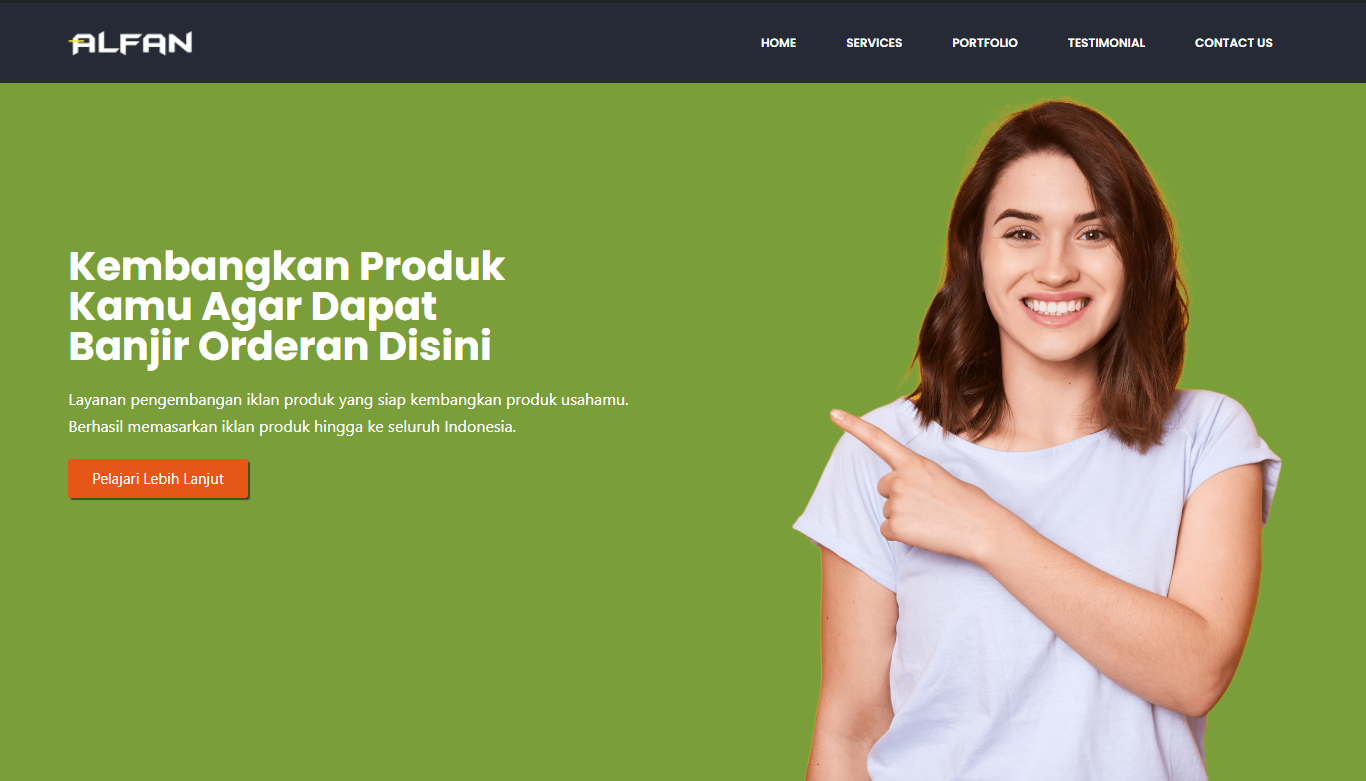 ALFAN
HOME
SERVICES
PORTFOLIO
TESTIMONIAL
CONTACT US
Kembangkan Produk
Kamu Agar Dapat
Banjir Orderan Disini
Layanan pengembangan iklan produk yang siap kembangkan produk usahamu.
Berhasil memasarkan iklan produk hingga ke seluruh Indonesia.
Pelajari Lebih Lanjut